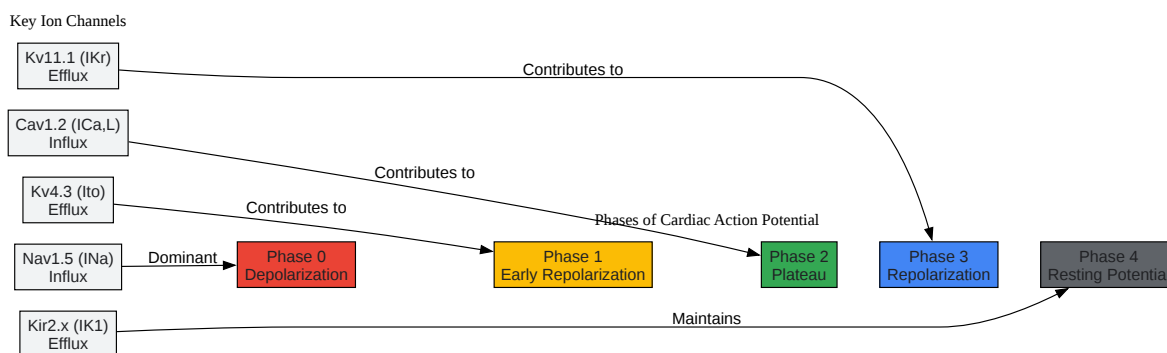 Key Ion Channels
Kv11.1 (IKr)
Efflux
Contributes to
Cav1.2 (ICa,L)
Influx
Contributes to
Kv4.3 (Ito)
Efflux
Contributes to
Phases of Cardiac Action Potential
Nav1.5 (INa)
Influx
Dominant
Phase 0
Depolarization
Phase 1
Early Repolarization
Phase 2
Plateau
Phase 3
Repolarization
Phase 4
Resting Potential
Kir2.x (IK1)
Efflux
Maintains